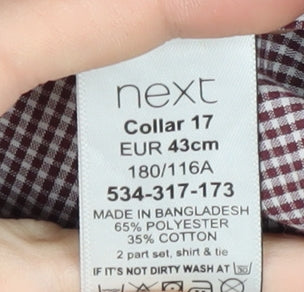 next
Collar 17
EUR 43cm
180/116A
534-317-173
MADE IN BANGLADESH
65% POLYESTER
35% COTTON
2 part set, shirt & tie
IF IT'S NOT DIRTY WASH AT 30